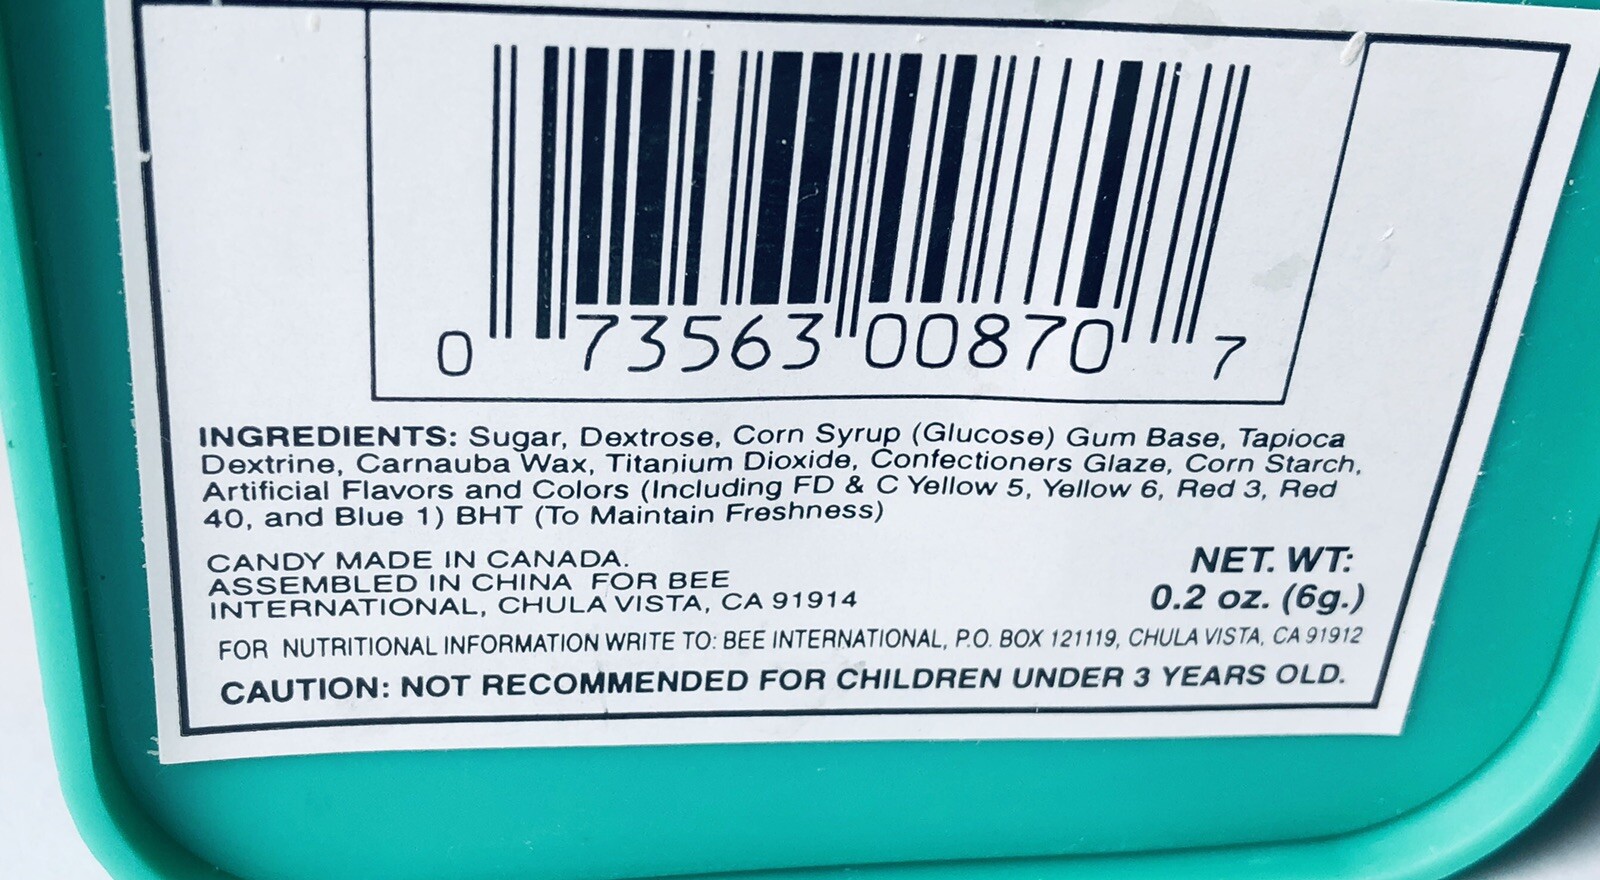 0 73563 00870 7
INGREDIENTS: Sugar, Dextrose, Corn Syrup (Glucose) Gum Base, Tapioca
Dextrine, Carnauba Wax, Titanium Dioxide, Confectioners Glaze, Corn Starch,
Artificial Flavors and Colors (Including FD & C Yellow 5, Yellow 6, Red 3, Red
40, and Blue 1) BHT (To Maintain Freshness)
CANDY MADE IN CANADA.
ASSEMBLED IN CHINA FOR BEE
INTERNATIONAL, CHULA VISTA, CA 91914
NET. WT:
0.2 oz. (6g.)
FOR NUTRITIONAL INFORMATION WRITE TO: BEE INTERNATIONAL, P.O. BOX 121119, CHULA VISTA, CA 91912
CAUTION: NOT RECOMMENDED FOR CHILDREN UNDER 3 YEARS OLD.